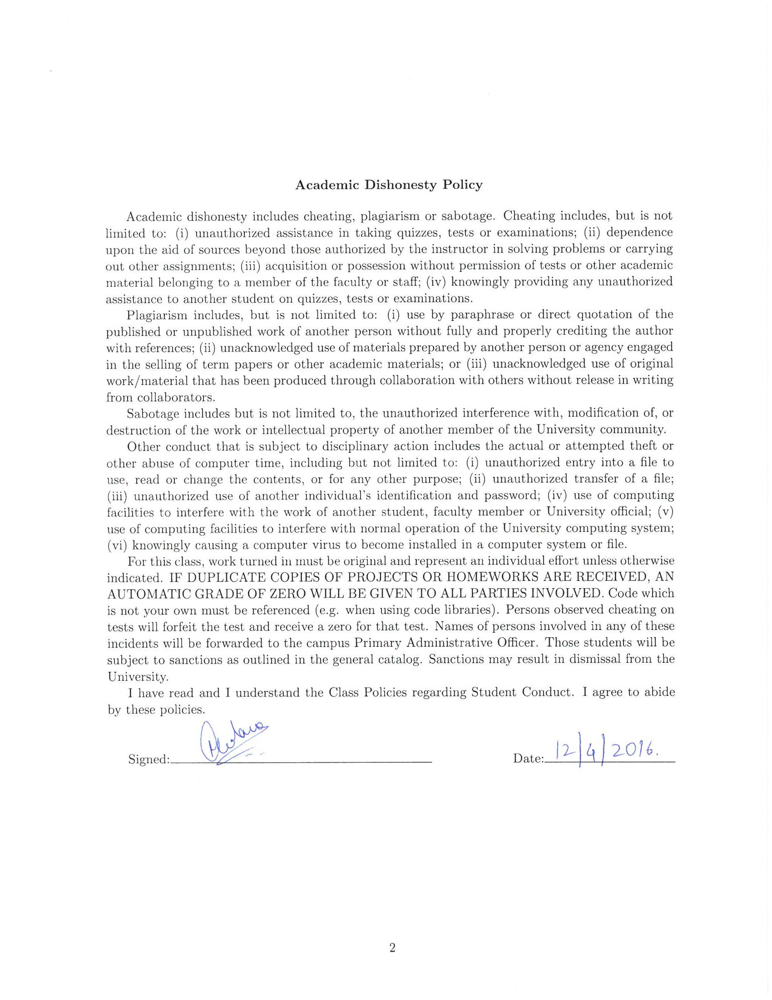 Academic Dishonesty Policy
Academic dishonesty includes cheating, plagiarism or sabotage. Cheating includes, but is not
limited to: (i) unauthorized assistance in taking quizzes, tests or examinations; (ii) dependence
upon the aid of sources beyond those authorized by the instructor in solving problems or carrying
out other assignments; (iii) acquisition or possession without permission of tests or other academic
material belonging to a member of the faculty or staff; (iv) knowingly providing any unauthorized
assistance to another student on quizzes, tests or examinations.
Plagiarism includes, but is not limited to: (i) use by paraphrase or direct quotation of the
published or unpublished work of another person without fully and properly crediting the author
with references; (ii) unacknowledged use of materials prepared by another person or agency engaged
in the selling of term papers or other academic materials; or (iii) unacknowledged use of original
work/material that has been produced through collaboration with others without release in writing
from collaborators.
Sabotage includes but is not limited to, the unauthorized interference with, modification of, or
destruction of the work or intellectual property of another member of the University community.
Other conduct that is subject to disciplinary action includes the actual or attempted theft or
other abuse of computer time, including but not limited to: (i) unauthorized entry into a file to
use, read or change the contents, or for any other purpose; (ii) unauthorized transfer of a file;
(iii) unauthorized use of another individual's identification and password; (iv) use of computing
facilities to interfere with the work of another student, faculty member or University official; (v)
use of computing facilities to interfere with normal operation of the University computing system;
(vi) knowingly causing a computer virus to become installed in a computer system or file.
For this class, work turned in must be original and represent an individual effort unless otherwise
indicated. IF DUPLICATE COPIES OF PROJECTS OR HOMEWORKS ARE RECEIVED, AN
AUTOMATIC GRADE OF ZERO WILL BE GIVEN TO ALL PARTIES INVOLVED. Code which
is not your own must be referenced (e.g. when using code libraries). Persons observed cheating on
tests will forfeit the test and receive a zero for that test. Names of persons involved in any of these
incidents will be forwarded to the campus Primary Administrative Officer. Those students will be
subject to sanctions as outlined in the general catalog. Sanctions may result in dismissal from the
University.
I have read and I understand the Class Policies regarding Student Conduct. I agree to abide
by these policies.
Signed: Date: 12/4/2016.
2